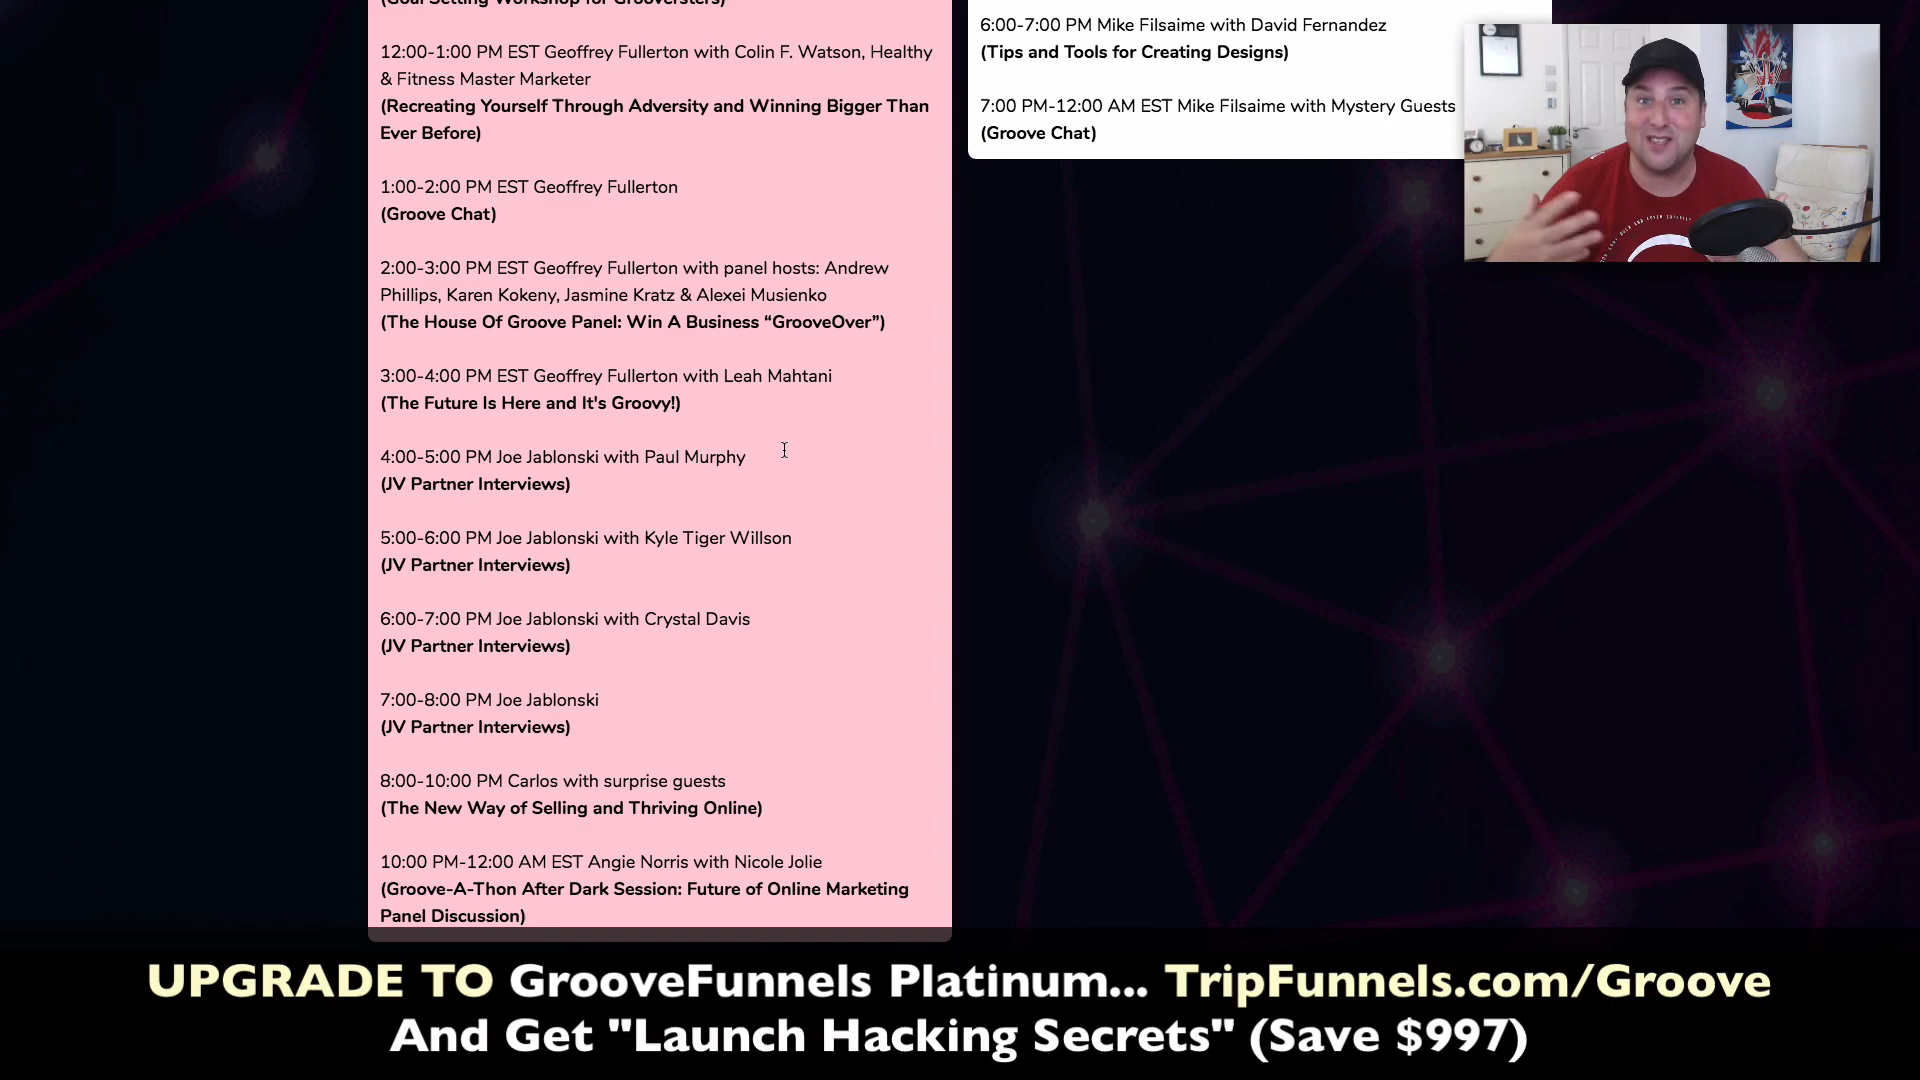 (Goal Setting Workshop for Grooversters)
12:00-1:00 PM EST Geoffrey Fullerton with Colin F. Watson, Healthy
& Fitness Master Marketer
(Recreating Yourself Through Adversity and Winning Bigger Than
Ever Before)
1:00-2:00 PM EST Geoffrey Fullerton
(Groove Chat)
2:00-3:00 PM EST Geoffrey Fullerton with panel hosts: Andrew
Phillips, Karen Kokeny, Jasmine Kratz & Alexei Musienko
(The House Of Groove Panel: Win A Business “GrooveOver”)
3:00-4:00 PM EST Geoffrey Fullerton with Leah Mahtani
(The Future Is Here and It's Groovy!)
4:00-5:00 PM Joe Jablonski with Paul Murphy
(JV Partner Interviews)
5:00-6:00 PM Joe Jablonski with Kyle Tiger Willson
(JV Partner Interviews)
6:00-7:00 PM Joe Jablonski with Crystal Davis
(JV Partner Interviews)
7:00-8:00 PM Joe Jablonski
(JV Partner Interviews)
8:00-10:00 PM Carlos with surprise guests
(The New Way of Selling and Thriving Online)
10:00 PM-12:00 AM EST Angie Norris with Nicole Jolie
(Groove-A-Thon After Dark Session: Future of Online Marketing
Panel Discussion)
6:00-7:00 PM Mike Filsaime with David Fernandez
(Tips and Tools for Creating Designs)
7:00 PM-12:00 AM EST Mike Filsaime with Mystery Guests
(Groove Chat)
UPGRADE TO GrooveFunnels Platinum... TripFunnels.com/Groove
And Get "Launch Hacking Secrets" (Save $997)